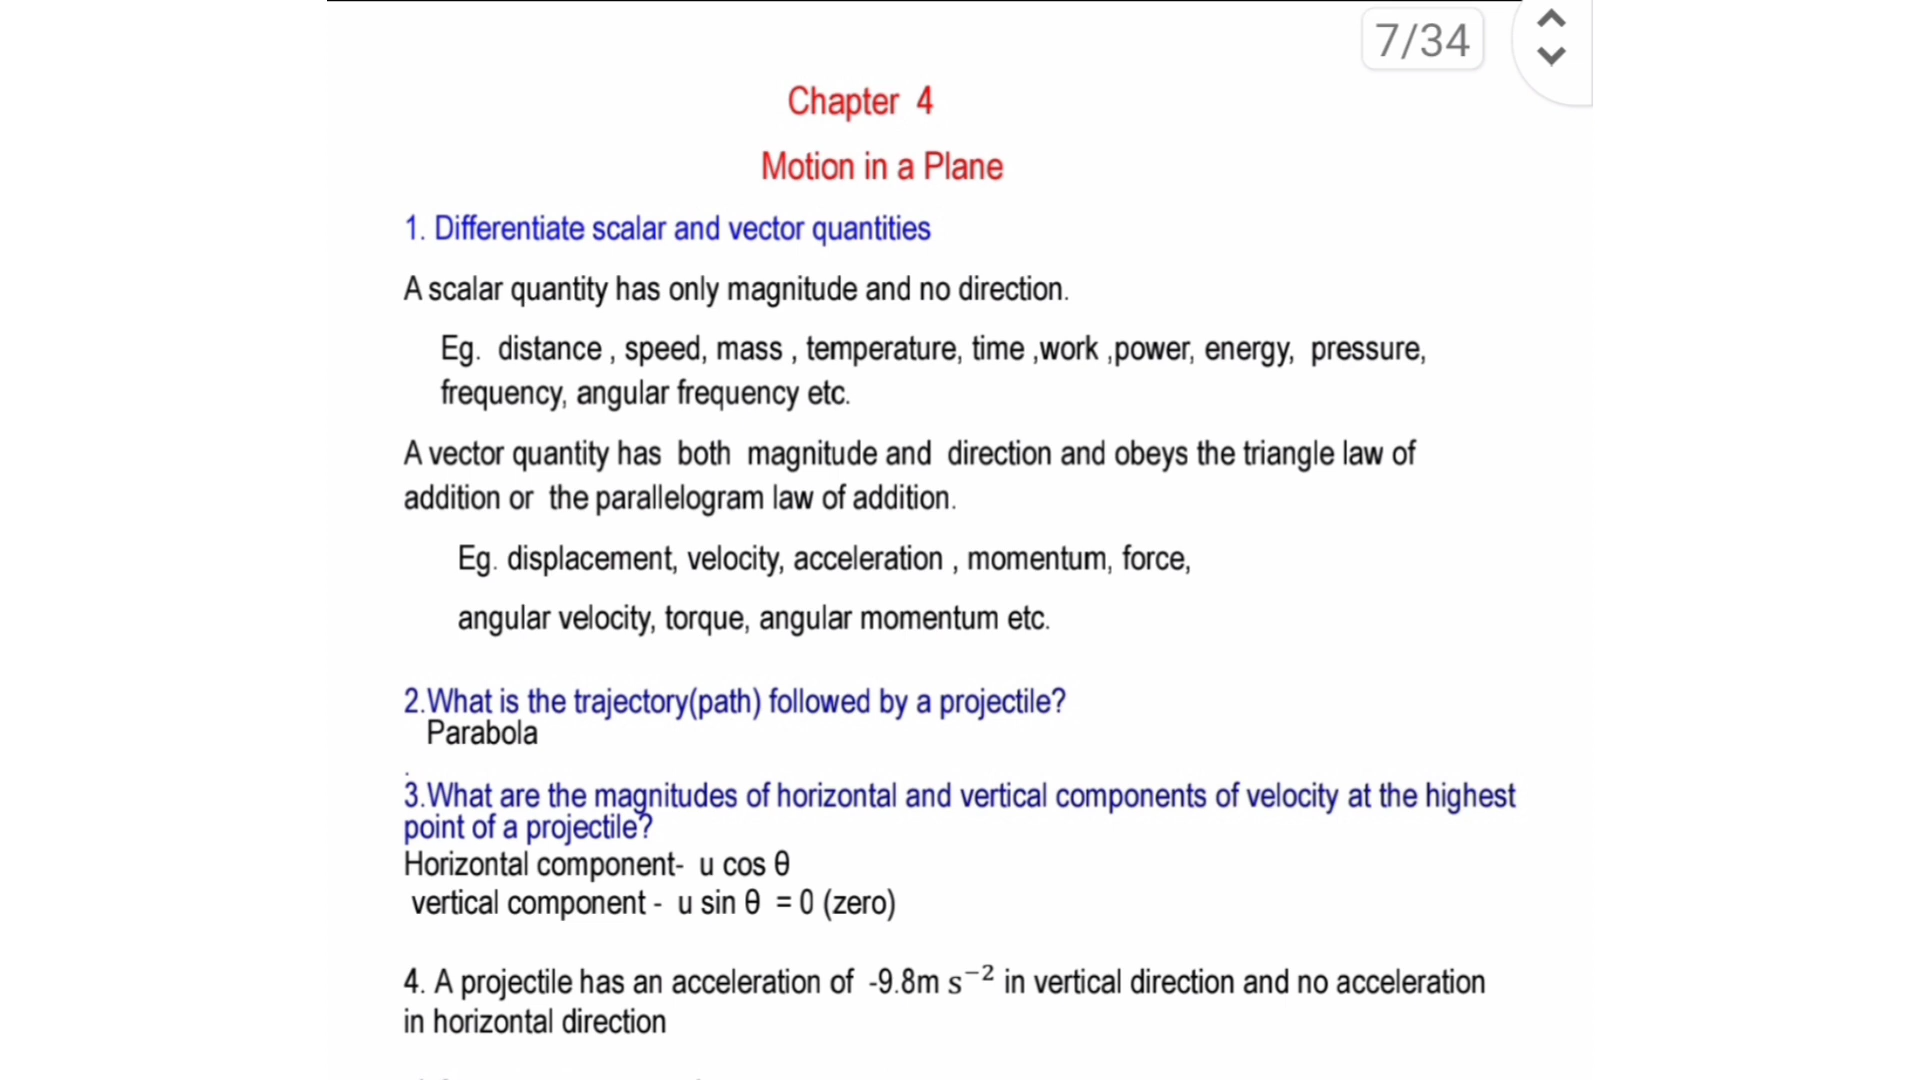 7/34
Chapter 4
Motion in a Plane
1. Differentiate scalar and vector quantities
A scalar quantity has only magnitude and no direction.
Eg. distance , speed, mass , temperature, time ,work ,power, energy, pressure,
frequency, angular frequency etc.
A vector quantity has both magnitude and direction and obeys the triangle law of
addition or the parallelogram law of addition.
Eg. displacement, velocity, acceleration , momentum, force,
angular velocity, torque, angular momentum etc.
2.What is the trajectory(path) followed by a projectile?
Parabola
.
3.What are the magnitudes of horizontal and vertical components of velocity at the highest
point of a projectile?
Horizontal component- u cos θ
vertical component - u sin θ = 0 (zero)
4. A projectile has an acceleration of -9.8m s⁻² in vertical direction and no acceleration
in horizontal direction